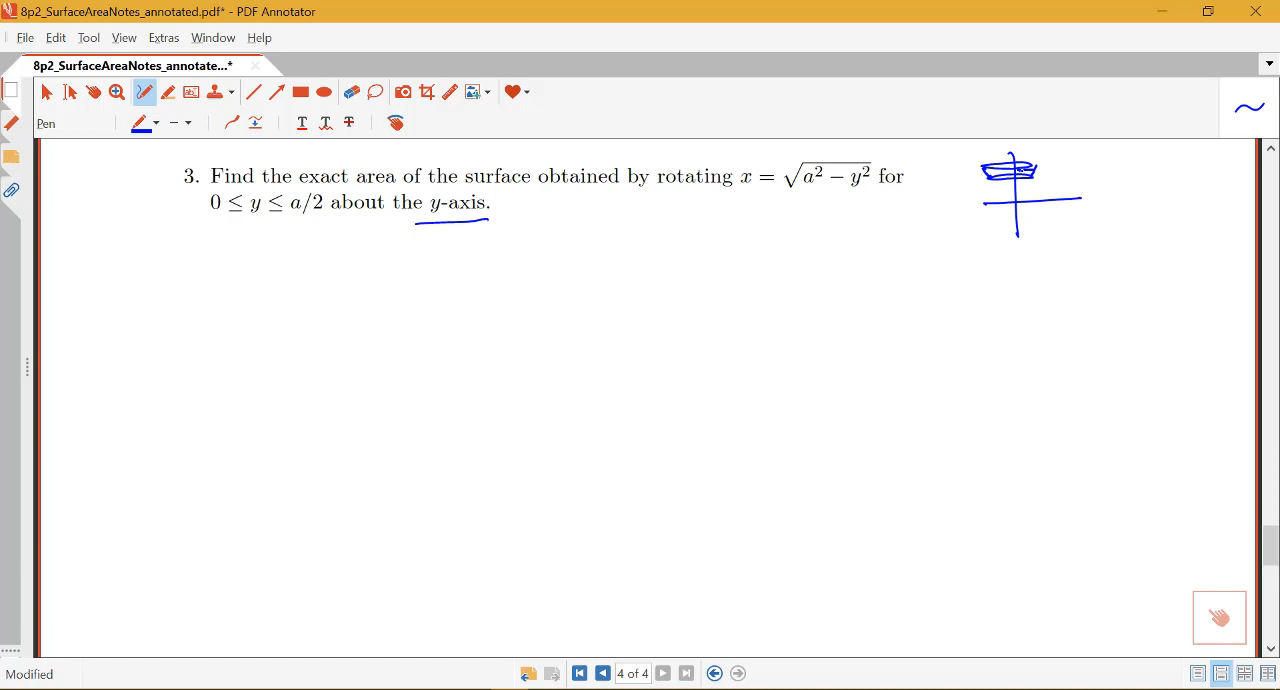 8p2_SurfaceAreaNotes_annotated.pdf* - PDF Annotator
File Edit Tool View Extras Window Help
8p2_SurfaceAreaNotes_annotate...*
Pen
3. Find the exact area of the surface obtained by rotating x = √(a² − y²) for
0 ≤ y ≤ a/2 about the y-axis.
Modified
4 of 4